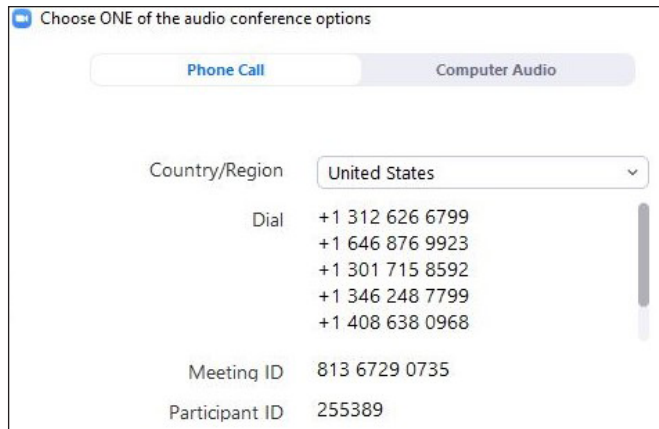 Choose ONE of the audio conference options
Phone Call Computer Audio
Country/Region United States
Dial +1 312 626 6799
+1 646 876 9923
+1 301 715 8592
+1 346 248 7799
+1 408 638 0968
Meeting ID 813 6729 0735
Participant ID 255389